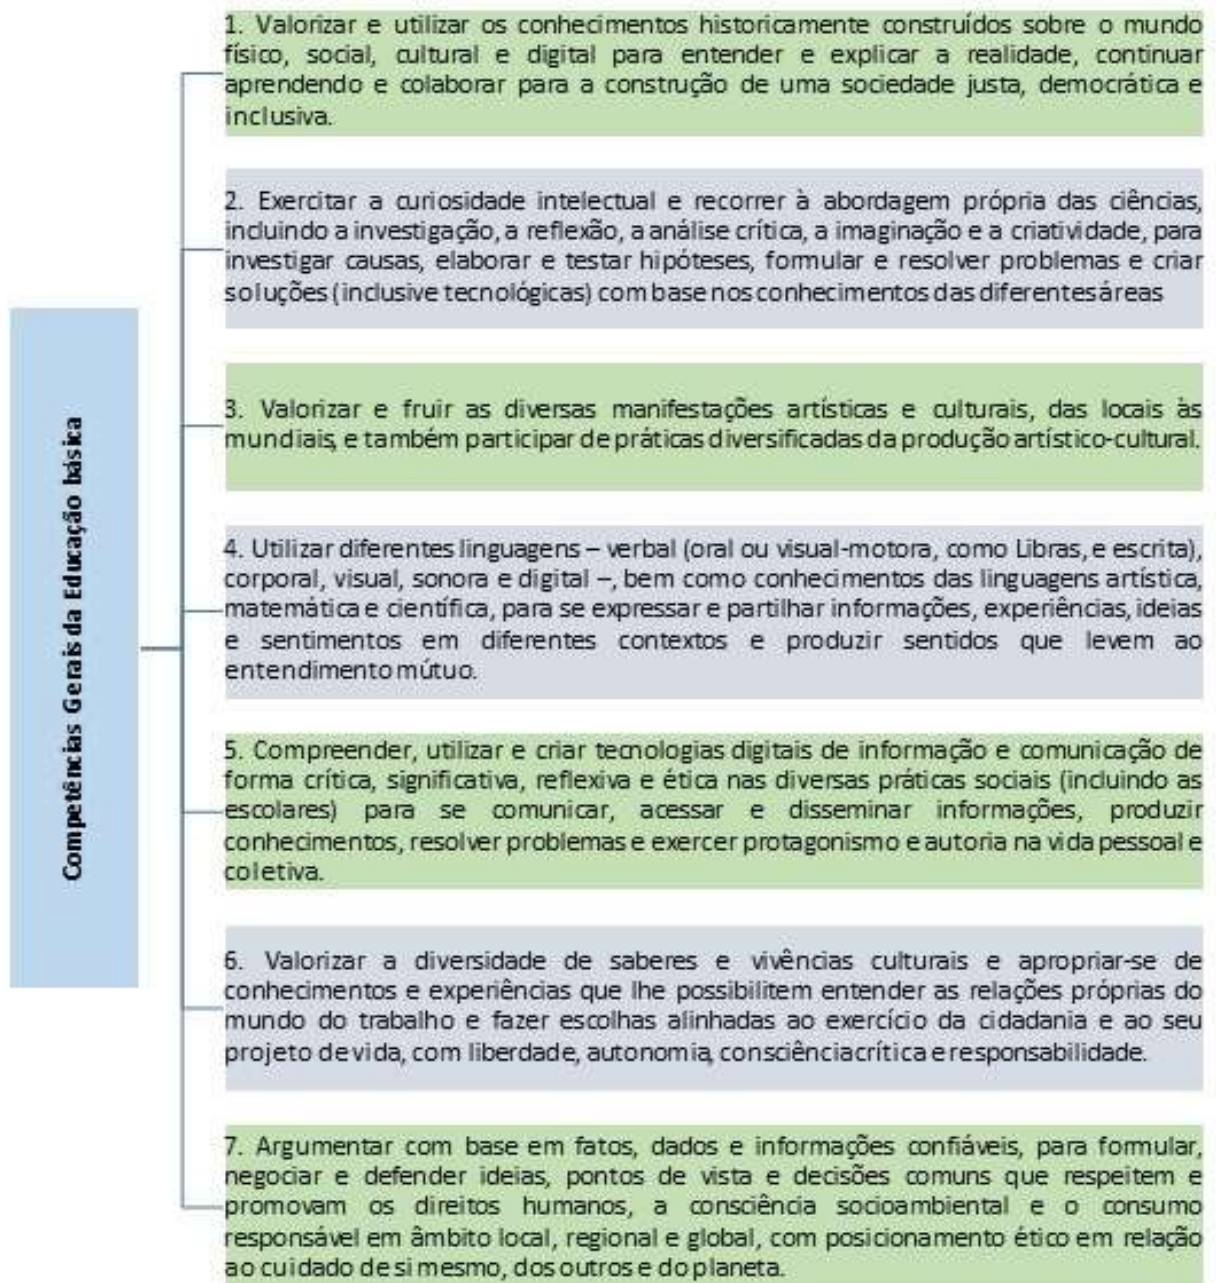 Competências Gerais da Educação básica
1. Valorizar e utilizar os conhecimentos historicamente construídos sobre o mundo
físico, social, cultural e digital para entender e explicar a realidade, continuar
aprendendo e colaborar para a construção de uma sociedade justa, democrática e
inclusiva.
2. Exercitar a curiosidade intelectual e recorrer à abordagem própria das ciências,
incluindo a investigação, a reflexão, a análise crítica, a imaginação e a criatividade, para
investigar causas, elaborar e testar hipóteses, formular e resolver problemas e criar
soluções (inclusive tecnológicas) com base nos conhecimentos das diferentes áreas
3. Valorizar e fruir as diversas manifestações artísticas e culturais, das locais às
mundiais, e também participar de práticas diversificadas da produção artístico-cultural.
4. Utilizar diferentes linguagens – verbal (oral ou visual-motora, como Libras, e escrita),
corporal, visual, sonora e digital –, bem como conhecimentos das linguagens artística,
matemática e científica, para se expressar e partilhar informações, experiências, ideias
e sentimentos em diferentes contextos e produzir sentidos que levem ao
entendimento mútuo.
5. Compreender, utilizar e criar tecnologias digitais de informação e comunicação de
forma crítica, significativa, reflexiva e ética nas diversas práticas sociais (incluindo as
escolares) para se comunicar, acessar e disseminar informações, produzir
conhecimentos, resolver problemas e exercer protagonismo e autoria na vida pessoal e
coletiva.
6. Valorizar a diversidade de saberes e vivências culturais e apropriar-se de
conhecimentos e experiências que lhe possibilitem entender as relações próprias do
mundo do trabalho e fazer escolhas alinhadas ao exercício da cidadania e ao seu
projeto de vida, com liberdade, autonomia, consciência crítica e responsabilidade.
7. Argumentar com base em fatos, dados e informações confiáveis, para formular,
negociar e defender ideias, pontos de vista e decisões comuns que respeitem e
promovam os direitos humanos, a consciência socioambiental e o consumo
responsável em âmbito local, regional e global, com posicionamento ético em relação
ao cuidado de si mesmo, dos outros e do planeta.